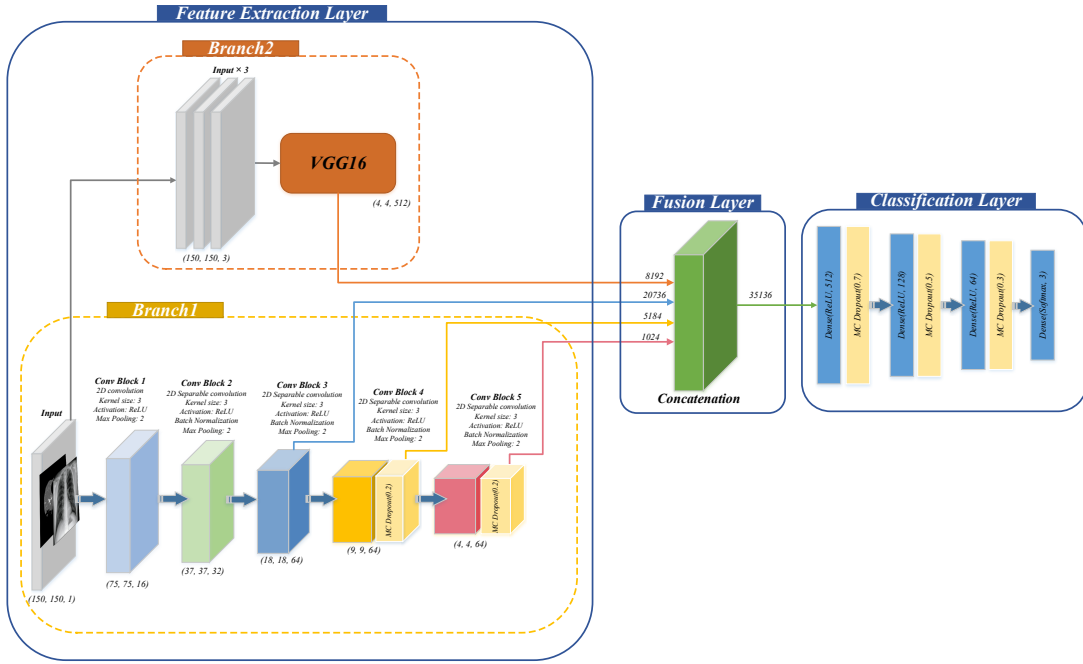 Feature Extraction Layer
Branch2
Input × 3
VGG16
(4, 4, 512)
(150, 150, 3)
Branch1
Input
(150, 150, 1)
Conv Block 1
2D convolution
Kernel size: 3
Activation: ReLU
Max Pooling: 2
(75, 75, 16)
Conv Block 2
2D Separable convolution
Kernel size: 3
Activation: ReLU
Batch Normalization
Max Pooling: 2
(37, 37, 32)
Conv Block 3
2D Separable convolution
Kernel size: 3
Activation: ReLU
Batch Normalization
Max Pooling: 2
(18, 18, 64)
Conv Block 4
2D Separable convolution
Kernel size: 3
Activation: ReLU
Batch Normalization
Max Pooling: 2
MC Dropout(0.2)
(9, 9, 64)
Conv Block 5
2D Separable convolution
Kernel size: 3
Activation: ReLU
Batch Normalization
Max Pooling: 2
MC Dropout(0.2)
(4, 4, 64)
Fusion Layer
8192
20736
5184
1024
35136
Concatenation
Classification Layer
Dense(ReLU, 512)
MC Dropout(0.7)
Dense(ReLU, 128)
MC Dropout(0.5)
Dense(ReLU, 64)
MC Dropout(0.3)
Dense(Softmax, 3)